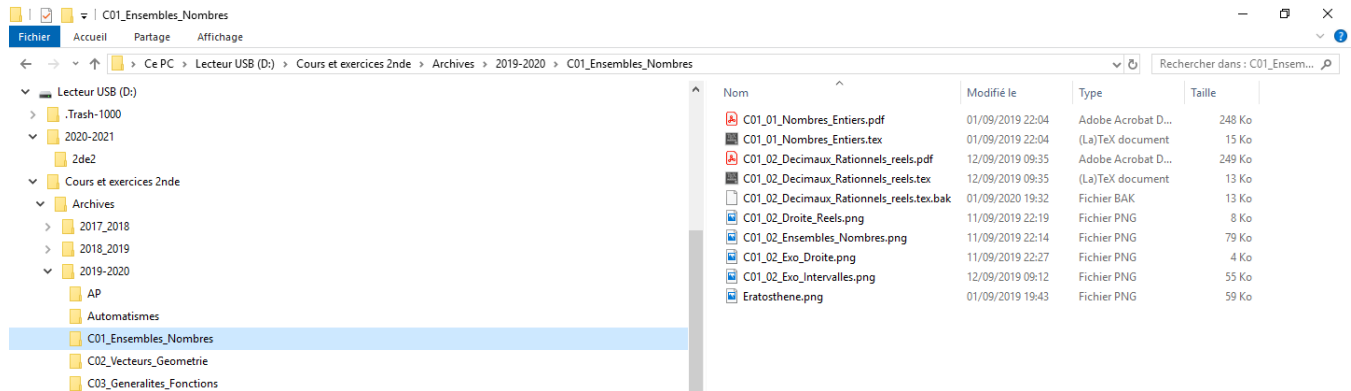 C01_Ensembles_Nombres
Fichier Accueil Partage Affichage
Ce PC > Lecteur USB (D:) > Cours et exercices 2nde > Archives > 2019-2020 > C01_Ensembles_Nombres
Rechercher dans : C01_Ensem...
Lecteur USB (D:)
.Trash-1000
2020-2021
2de2
Cours et exercices 2nde
Archives
2017_2018
2018_2019
2019-2020
AP
Automatismes
C01_Ensembles_Nombres
C02_Vecteurs_Geometrie
C03_Generalites_Fonctions
Nom Modifié le Type Taille
C01_01_Nombres_Entiers.pdf 01/09/2019 22:04 Adobe Acrobat D... 248 Ko
C01_01_Nombres_Entiers.tex 01/09/2019 22:04 (La)TeX document 15 Ko
C01_02_Decimaux_Rationnels_reels.pdf 12/09/2019 09:35 Adobe Acrobat D... 249 Ko
C01_02_Decimaux_Rationnels_reels.tex 12/09/2019 09:35 (La)TeX document 13 Ko
C01_02_Decimaux_Rationnels_reels.tex.bak 01/09/2020 19:32 Fichier BAK 13 Ko
C01_02_Droite_Reels.png 11/09/2019 22:19 Fichier PNG 8 Ko
C01_02_Ensembles_Nombres.png 11/09/2019 22:14 Fichier PNG 79 Ko
C01_02_Exo_Droite.png 11/09/2019 22:27 Fichier PNG 4 Ko
C01_02_Exo_Intervalles.png 12/09/2019 09:12 Fichier PNG 55 Ko
Eratosthene.png 01/09/2019 19:43 Fichier PNG 59 Ko